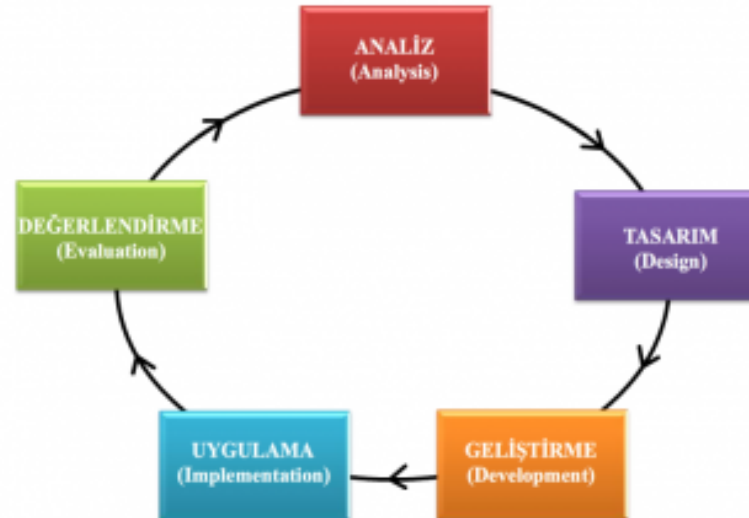 ANALİZ
(Analysis)
TASARIM
(Design)
GELİŞTİRME
(Development)
UYGULAMA
(Implementation)
DEĞERLENDİRME
(Evaluation)